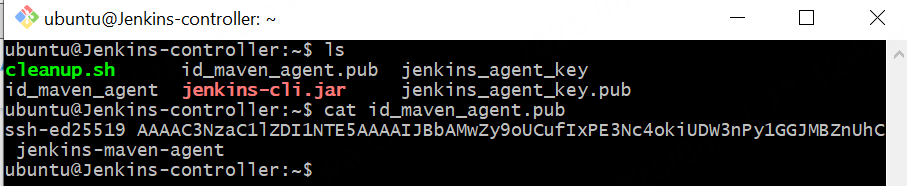 ubuntu@Jenkins-controller: ~
ubuntu@Jenkins-controller:~$ ls
cleanup.sh id_maven_agent.pub jenkins_agent_key
id_maven_agent jenkins-cli.jar jenkins_agent_key.pub
ubuntu@Jenkins-controller:~$ cat id_maven_agent.pub
ssh-ed25519 AAAAC3NzaC1lZDI1NTE5AAAAIJBbAMwZy9oUCufIxPE3Nc4okiUDW3nPy1GGJMBZnUhC
jenkins-maven-agent
ubuntu@Jenkins-controller:~$